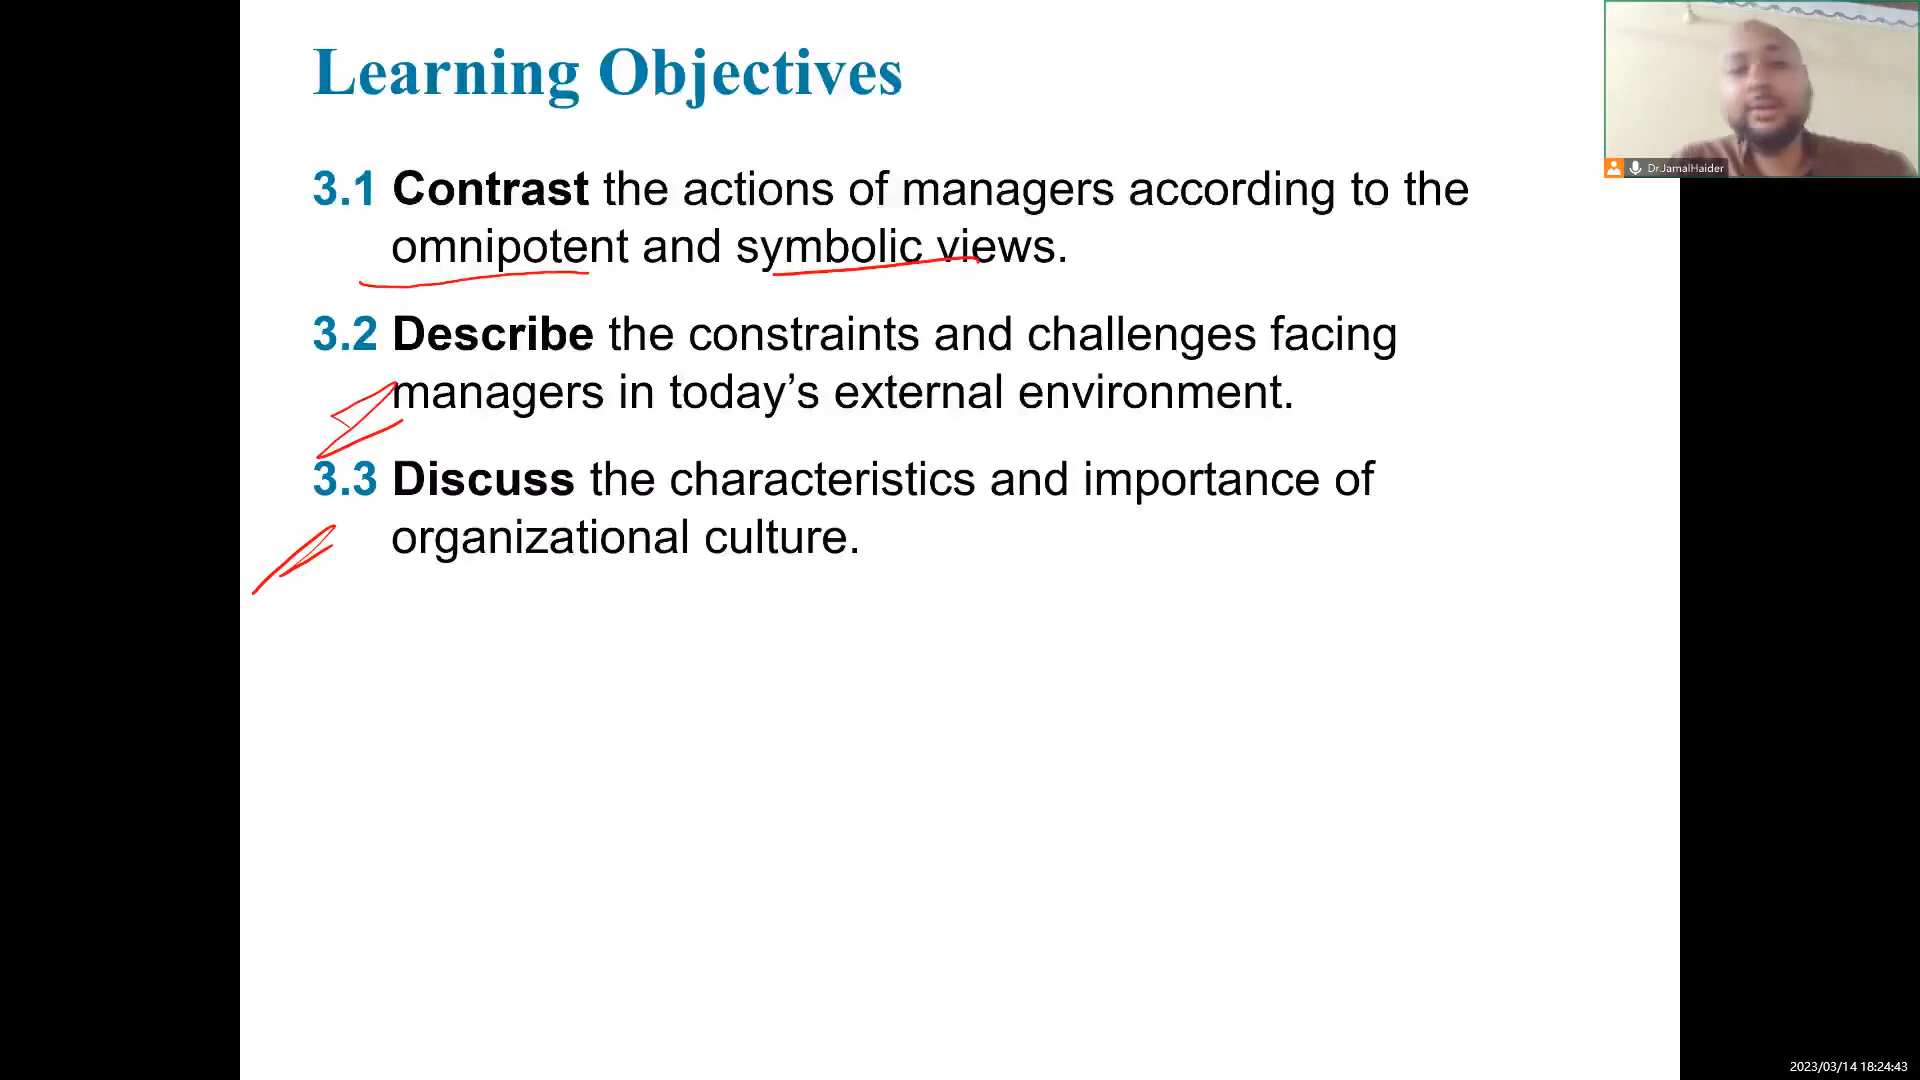 Learning Objectives
3.1 Contrast the actions of managers according to the
omnipotent and symbolic views.
3.2 Describe the constraints and challenges facing
managers in today’s external environment.
3.3 Discuss the characteristics and importance of
organizational culture.
Dr.JamalHaider
2023/03/14 18:24:43